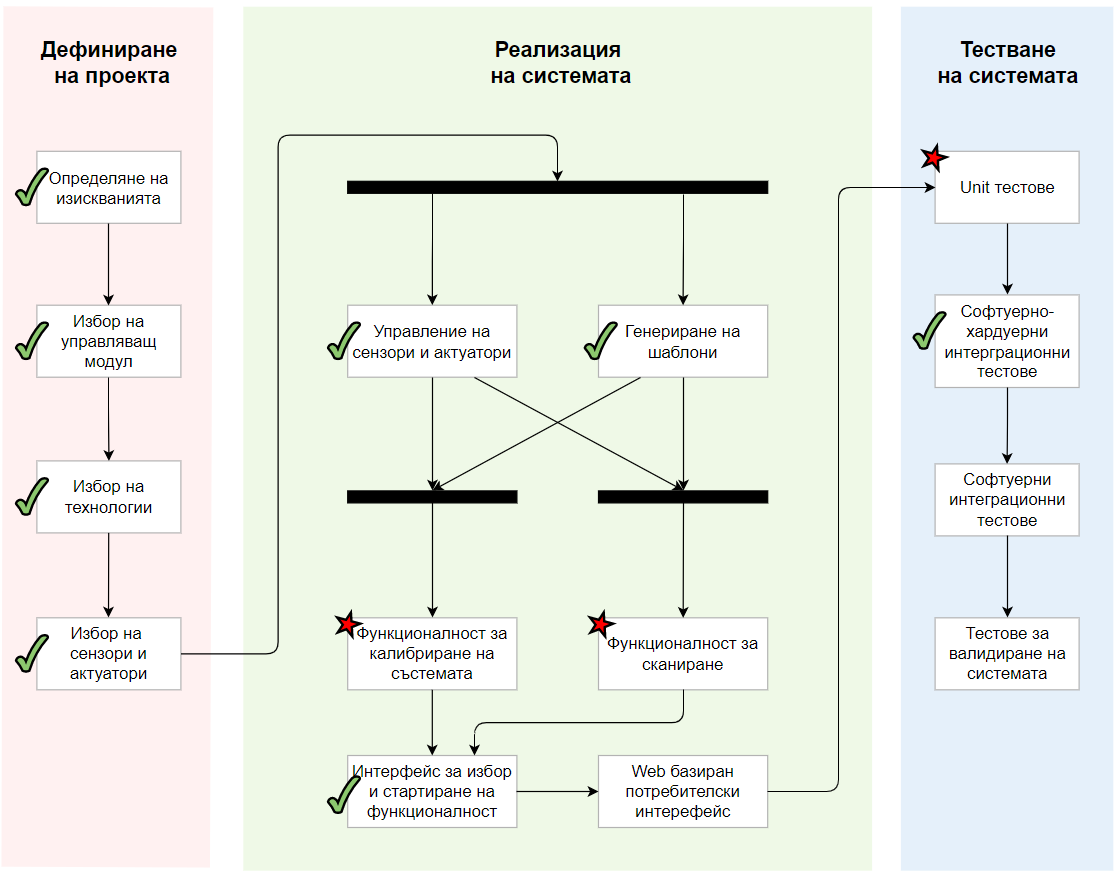 Дефиниране
на проекта
Определяне на
изискванията
Избор на
управляващ
модул
Избор на
технологии
Избор на
сензори и
актуатори
Реализация
на системата
Управление на
сензори и актуатори
Генериране на
шаблони
Функционалност за
калибриране на
състемата
Функционалност за
сканиране
Интерфейс за избор
и стартиране на
функционалност
Web базиран
потребителски
интерефейс
Тестване
на системата
Unit тестове
Софтуерно-
хардуерни
интерграционни
тестове
Софтуерни
интеграционни
тестове
Тестове за
валидиране на
системата